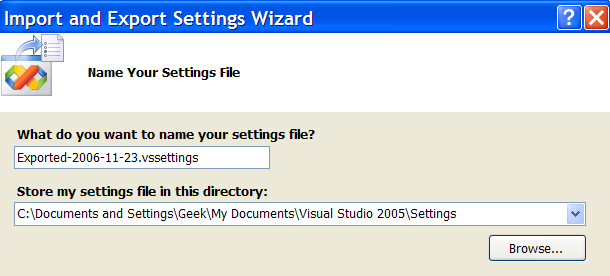 Import and Export Settings Wizard
Name Your Settings File
What do you want to name your settings file?
Exported-2006-11-23.vssettings
Store my settings file in this directory:
C:\Documents and Settings\Geek\My Documents\Visual Studio 2005\Settings
Browse...